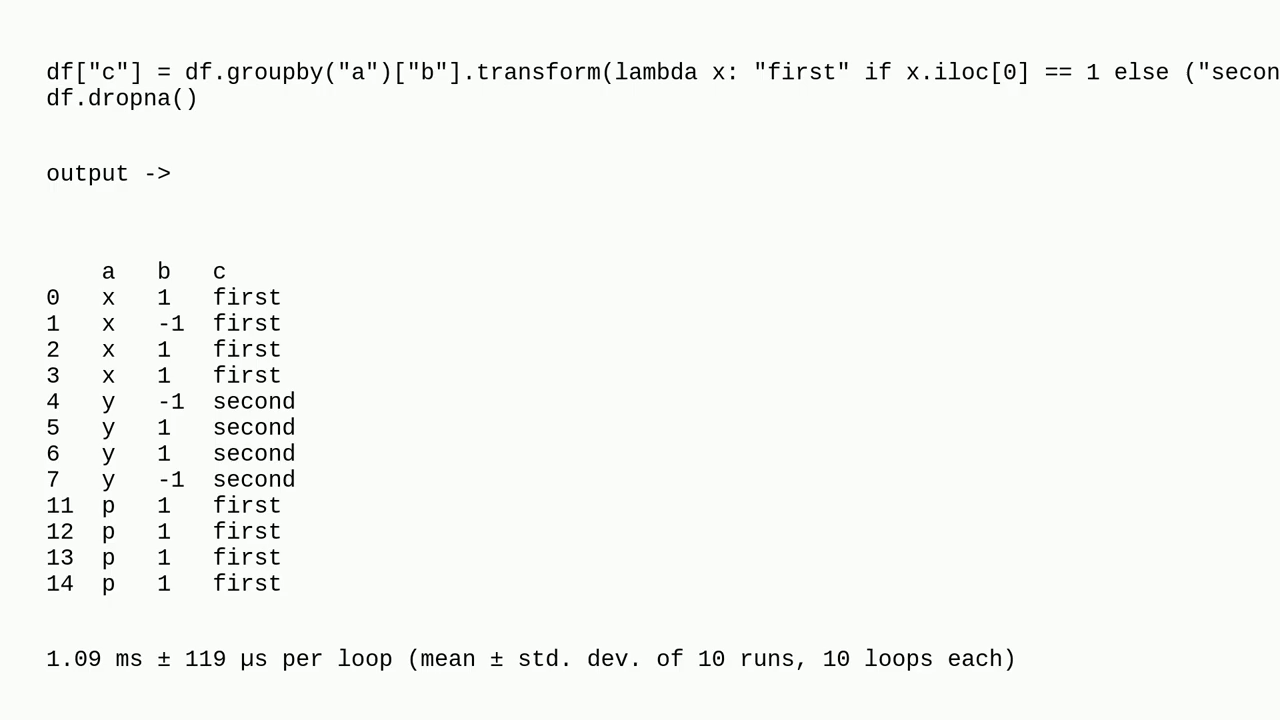 df["c"] = df.groupby("a")["b"].transform(lambda x: "first" if x.iloc[0] == 1 else ("secon
df.dropna()
output ->
a b c
0 x 1 first
1 x -1 first
2 x 1 first
3 x 1 first
4 y -1 second
5 y 1 second
6 y 1 second
7 y -1 second
11 p 1 first
12 p 1 first
13 p 1 first
14 p 1 first
1.09 ms ± 119 µs per loop (mean ± std. dev. of 10 runs, 10 loops each)